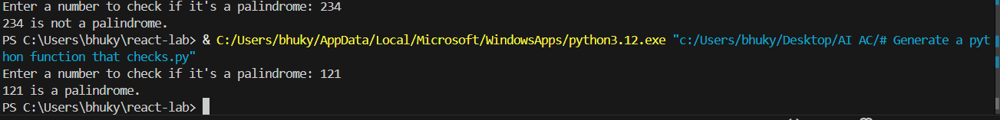 Enter a number to check if it's a palindrome: 234
234 is not a palindrome.
PS C:\Users\bhuky\react-lab> & C:/Users/bhuky/AppData/Local/Microsoft/WindowsApps/python3.12.exe "c:/Users/bhuky/Desktop/AI AC/# Generate a pyt
hon function that checks.py"
Enter a number to check if it's a palindrome: 121
121 is a palindrome.
PS C:\Users\bhuky\react-lab>